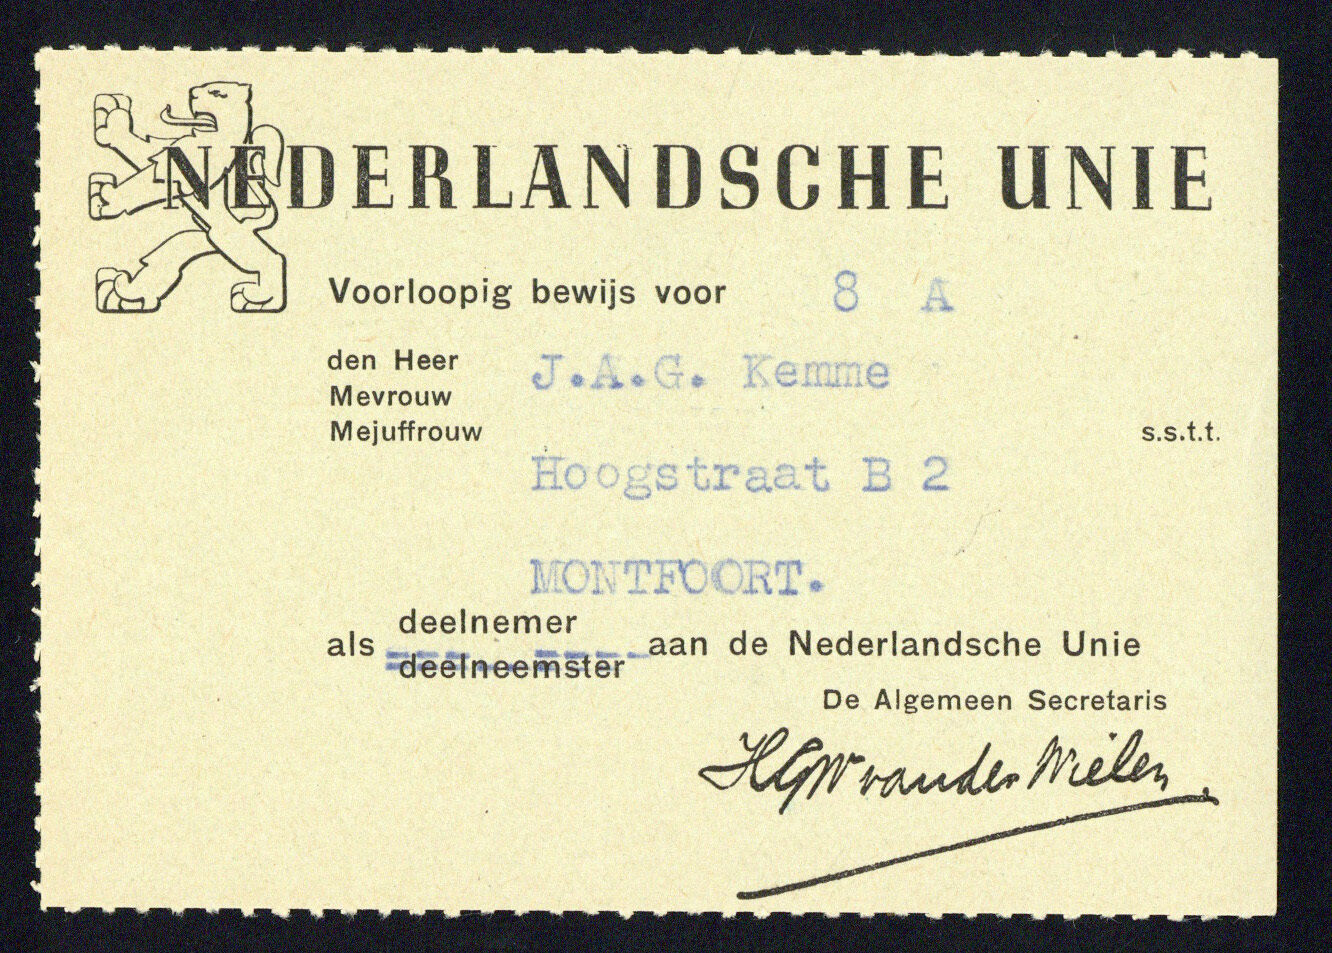 NEDERLANDSCHE UNIE
Voorloopig bewijs voor 8 A
den Heer J.A.G. Kemme
Mevrouw
Mejuffrouw s.s.t.t.
Hoogstraat B 2
MONTFOORT.
deelnemer
als aan de Nederlandsche Unie
deelneemster
De Algemeen Secretaris
HGW van der Wielen